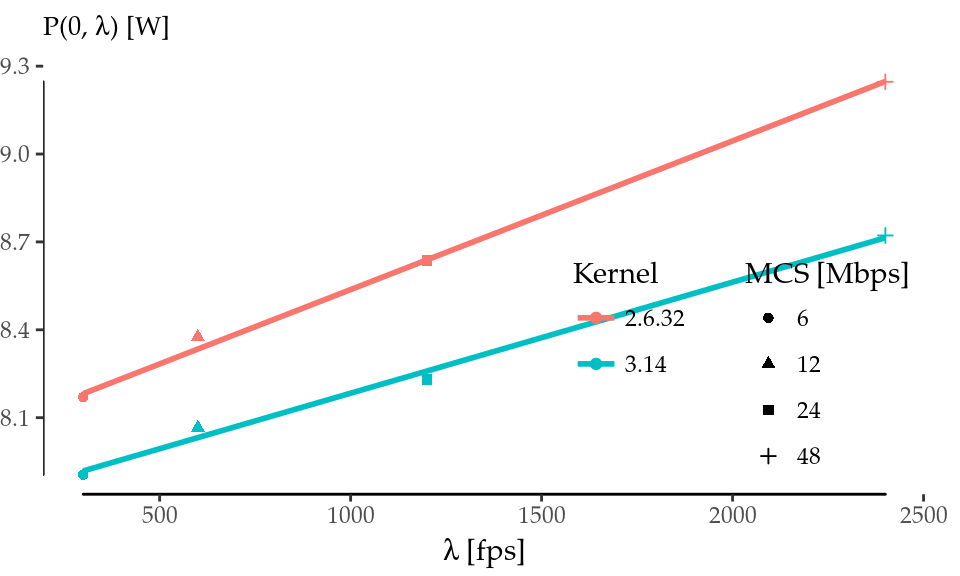 P(0, λ) [W]
9.3
9.0
8.7
8.4
8.1
Kernel
2.6.32
3.14
MCS [Mbps]
6
12
24
48
500 1000 1500 2000 2500
λ [fps]